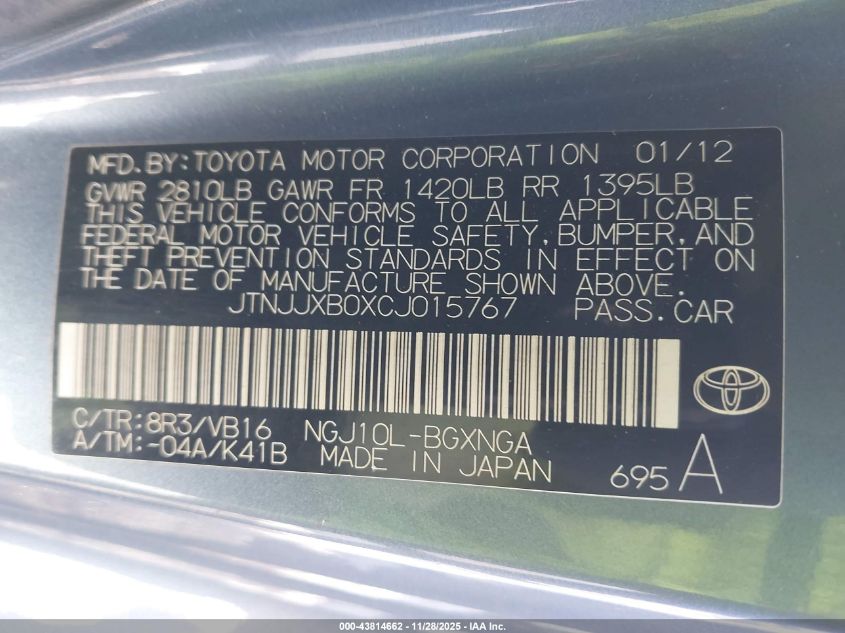 MFD.BY:TOYOTA MOTOR CORPORATION 01/12
GVWR 2810LB GAWR FR 1420LB RR 1395LB
THIS VEHICLE CONFORMS TO ALL APPLICABLE
FEDERAL MOTOR VEHICLE SAFETY,BUMPER,AND
THEFT PREVENTION STANDARDS IN EFFECT ON
THE DATE OF MANUFACTURE SHOWN ABOVE.
JTNJJXB0XCJ015767 PASS.CAR
C/TR:8R3/VB16 NGJ10L-BGXNGA
A/TM:-04A/K41B MADE IN JAPAN
695 A
000-43814662 - 11/28/2025 - IAA Inc.